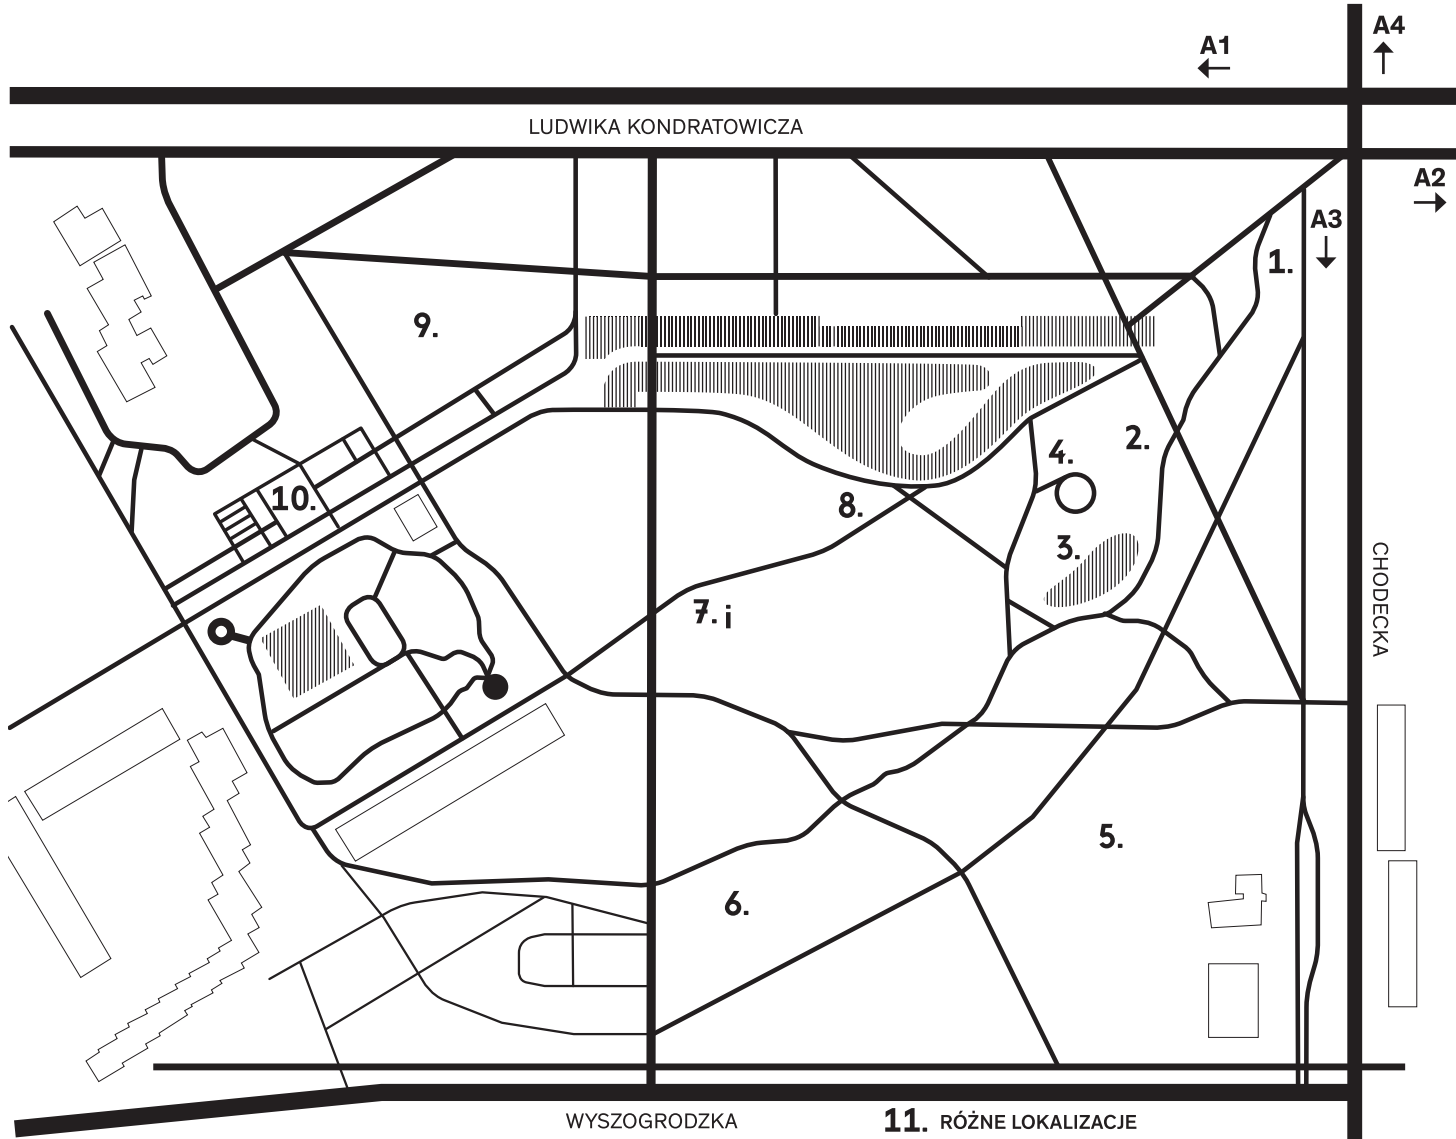 A4
A1
LUDWIKA KONDRATOWICZA
A2
A3
1.
9.
2.
4.
10.
8.
3.
CHODECKA
7. i
5.
6.
WYSZOGRODZKA
11. RÓŻNE LOKALIZACJE